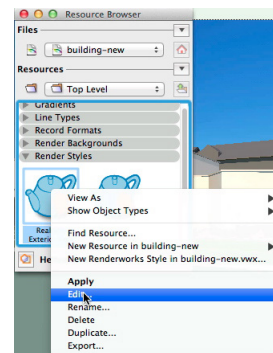 Resource Browser
Files
building-new
Resources
Top Level
Gradients
Line Types
Record Formats
Render Backgrounds
Render Styles
Exterior
View As
Show Object Types
Find Resource...
New Resource in building-new
New Renderworks Style in building-new.vwx...
Apply
Edit...
Rename...
Delete
Duplicate...
Export...